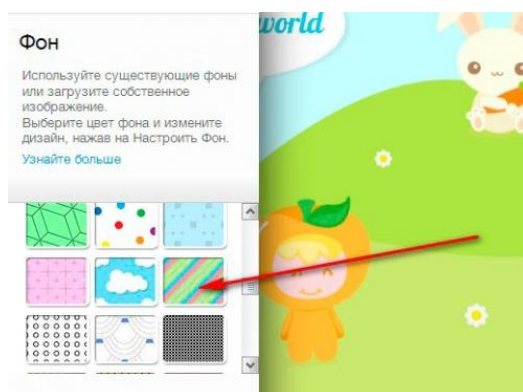 world
Фон
Используйте существующие фоны
или загрузите собственное
изображение.
Выберите цвет фона и измените
дизайн, нажав на Настроить Фон.
Узнайте больше